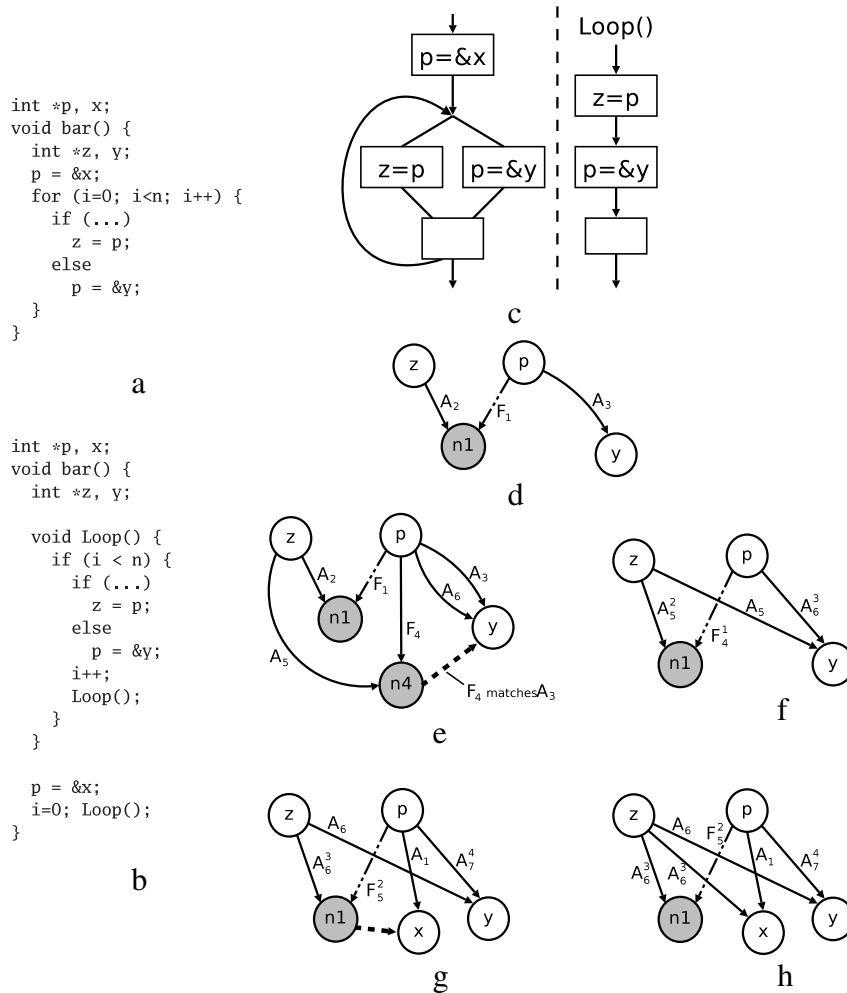 int *p, x;
void bar() {
int *z, y;
p = &x;
for (i=0; i<n; i++) {
if (...)
z = p;
else
p = &y;
}
}
a
p=&x
z=p
p=&y
Loop()
z=p
p=&y
c
z
p
A2
F1
A3
n1
y
d
int *p, x;
void bar() {
int *z, y;
void Loop() {
if (i < n) {
if (...)
z = p;
else
p = &y;
i++;
Loop();
}
}
p = &x;
i=0; Loop();
}
b
z
p
A2
F1
A6
A3
n1
F4
y
A5
n4
F4 matches A3
e
z
p
A5^2
A5
A6^3
F4^1
n1
y
f
z
p
A6
A6^3
F5^2
A1
A7^4
n1
x
y
g
z
p
A6
F5^2
A6^3
A6^3
A1
A7^4
n1
x
y
h